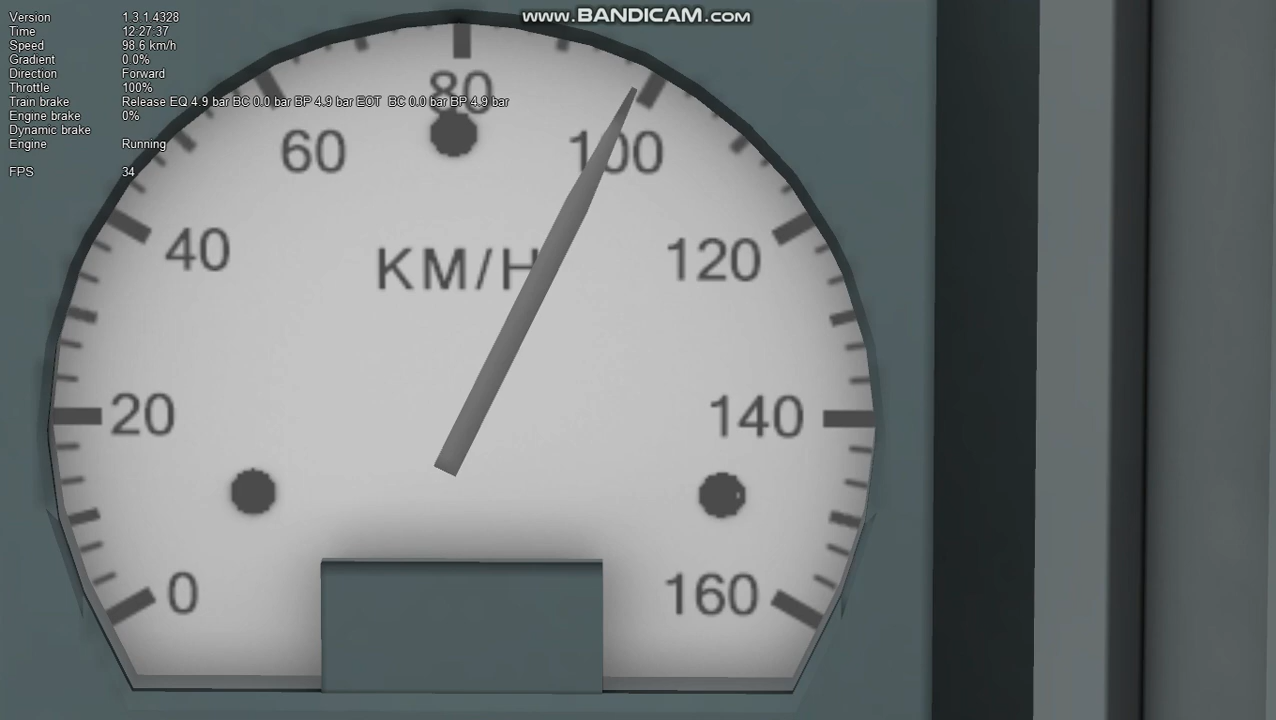 www.BANDICAM.com
Version 1.3.1.4328
Time 12:27:37
Speed 98.6 km/h
Gradient 0.0%
Direction Forward
Throttle 100%
Train brake Release EQ 4.9 bar BC 0.0 bar BP 4.9 bar EOT BC 0.0 bar BP 4.9 bar
Engine brake 0%
Dynamic brake
Engine Running
FPS 34
80
60
100
40
KM/H
120
20
140
0
160